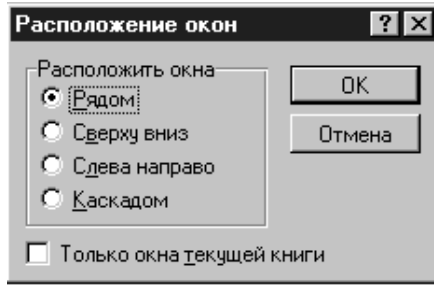 Расположение окон
Расположить окна
Рядом
Сверху вниз
Слева направо
Каскадом
Только окна текущей книги
OK
Отмена